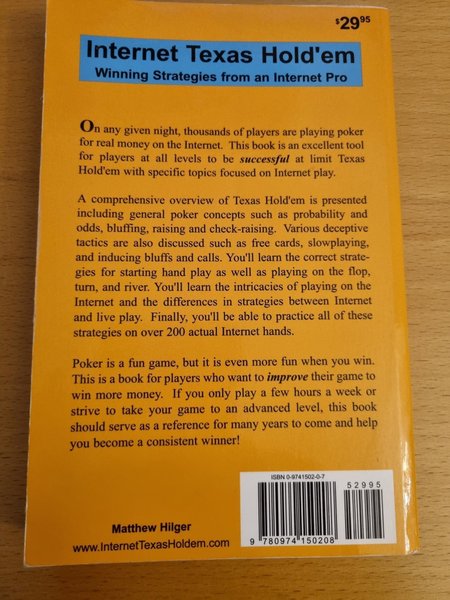 $29⁹⁵
Internet Texas Hold'em
Winning Strategies from an Internet Pro
On any given night, thousands of players are playing poker
for real money on the Internet. This book is an excellent tool
for players at all levels to be successful at limit Texas
Hold'em with specific topics focused on Internet play.
A comprehensive overview of Texas Hold'em is presented
including general poker concepts such as probability and
odds, bluffing, raising and check-raising. Various deceptive
tactics are also discussed such as free cards, slowplaying,
and inducing bluffs and calls. You'll learn the correct strate-
gies for starting hand play as well as playing on the flop,
turn, and river. You'll learn the intricacies of playing on the
Internet and the differences in strategies between Internet
and live play. Finally, you'll be able to practice all of these
strategies on over 200 actual Internet hands.
Poker is a fun game, but it is even more fun when you win.
This is a book for players who want to improve their game to
win more money. If you only play a few hours a week or
strive to take your game to an advanced level, this book
should serve as a reference for many years to come and help
you become a consistent winner!
ISBN 0-9741502-0-7
52995
9 780974 150208
Matthew Hilger
www.InternetTexasHoldem.com